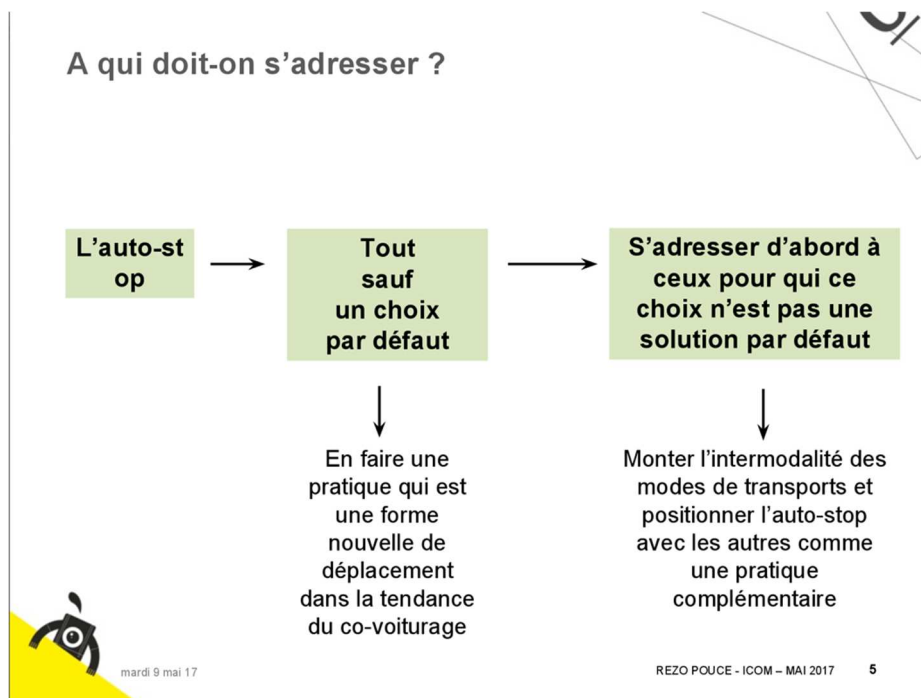 A qui doit-on s’adresser ?
L’auto-st
op
Tout
sauf
un choix
par défaut
S’adresser d’abord à
ceux pour qui ce
choix n’est pas une
solution par défaut
En faire une
pratique qui est
une forme
nouvelle de
déplacement
dans la tendance
du co-voiturage
Monter l’intermodalité des
modes de transports et
positionner l’auto-stop
avec les autres comme
une pratique
complémentaire
mardi 9 mai 17
REZO POUCE - ICOM – MAI 2017
5